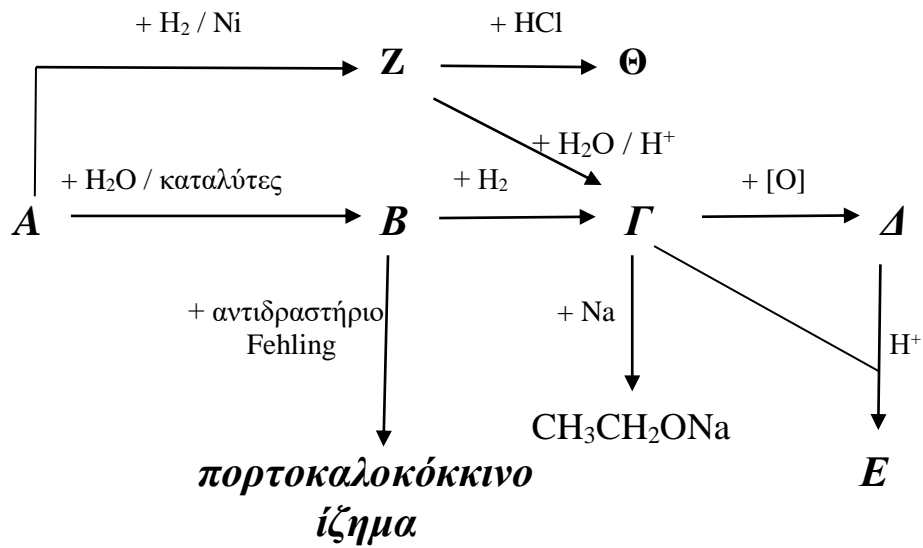 + H₂ / Ni
+ HCl
Z
Θ
+ H₂O / H⁺
+ H₂O / καταλύτες
+ H₂
+ [O]
A
B
Γ
Δ
+ αντιδραστήριο
Fehling
+ Na
H⁺
CH₃CH₂ONa
πορτοκαλοκόκκινο
ίζημα
E